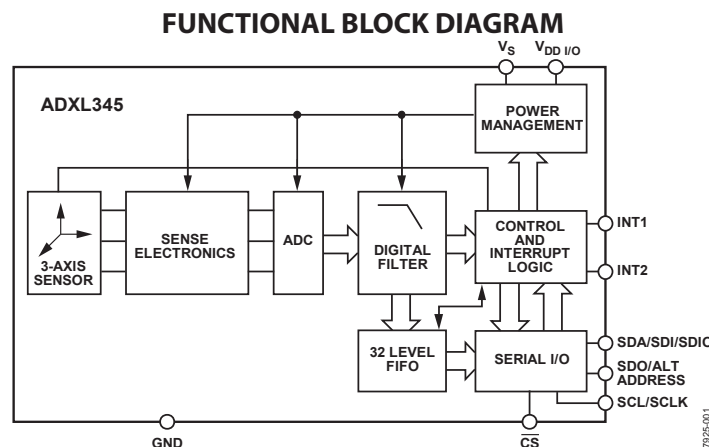 FUNCTIONAL BLOCK DIAGRAM
VS
VDD I/O
ADXL345
POWER
MANAGEMENT
3-AXIS
SENSOR
SENSE
ELECTRONICS
ADC
DIGITAL
FILTER
CONTROL
AND
INTERRUPT
LOGIC
INT1
INT2
32 LEVEL
FIFO
SERIAL I/O
SDA/SDI/SDIO
SDO/ALT
ADDRESS
SCL/SCLK
GND
CS
7925-001